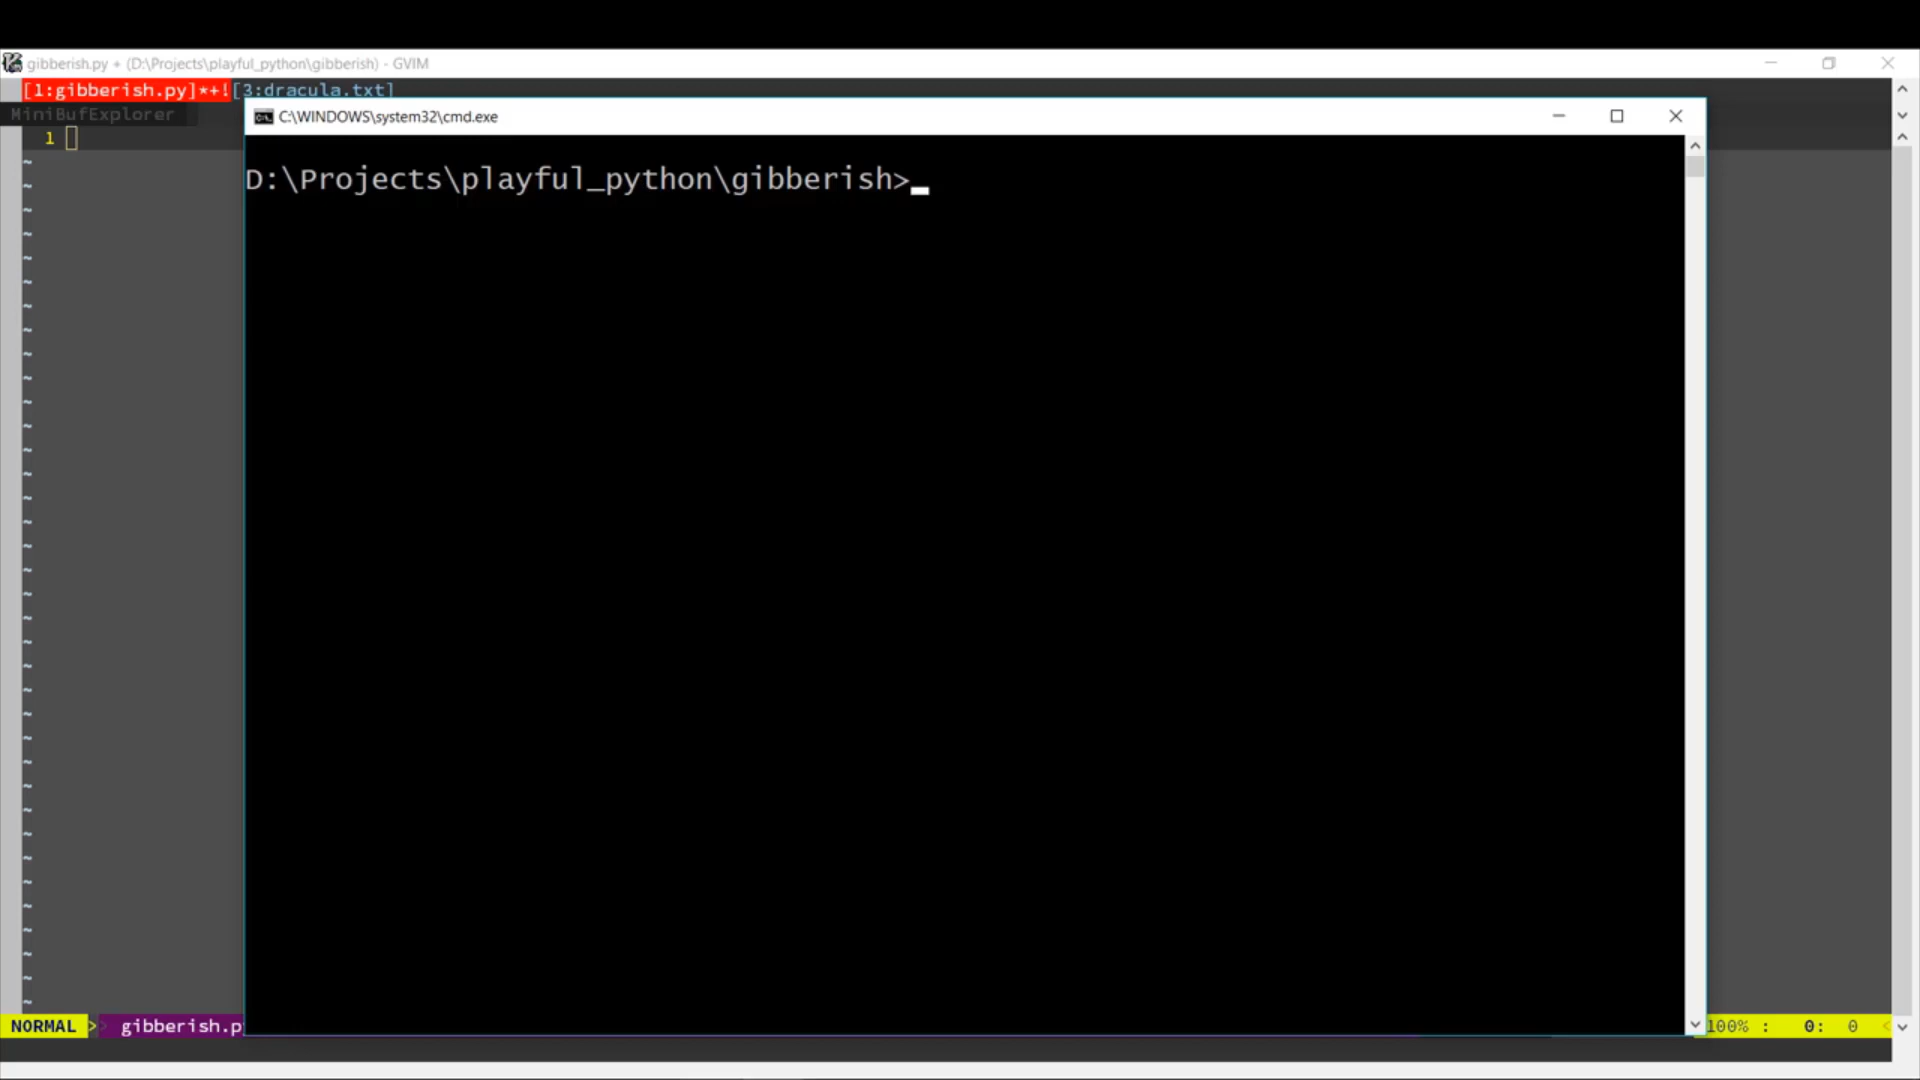 gibberish.py + (D:\Projects\playful_python\gibberish) - GVIM
[1:gibberish.py]*+![3:dracula.txt]
MiniBufExplorer
C:\WINDOWS\system32\cmd.exe
1
D:\Projects\playful_python\gibberish>
NORMAL > gibberish.p
100% : 0: 0 <